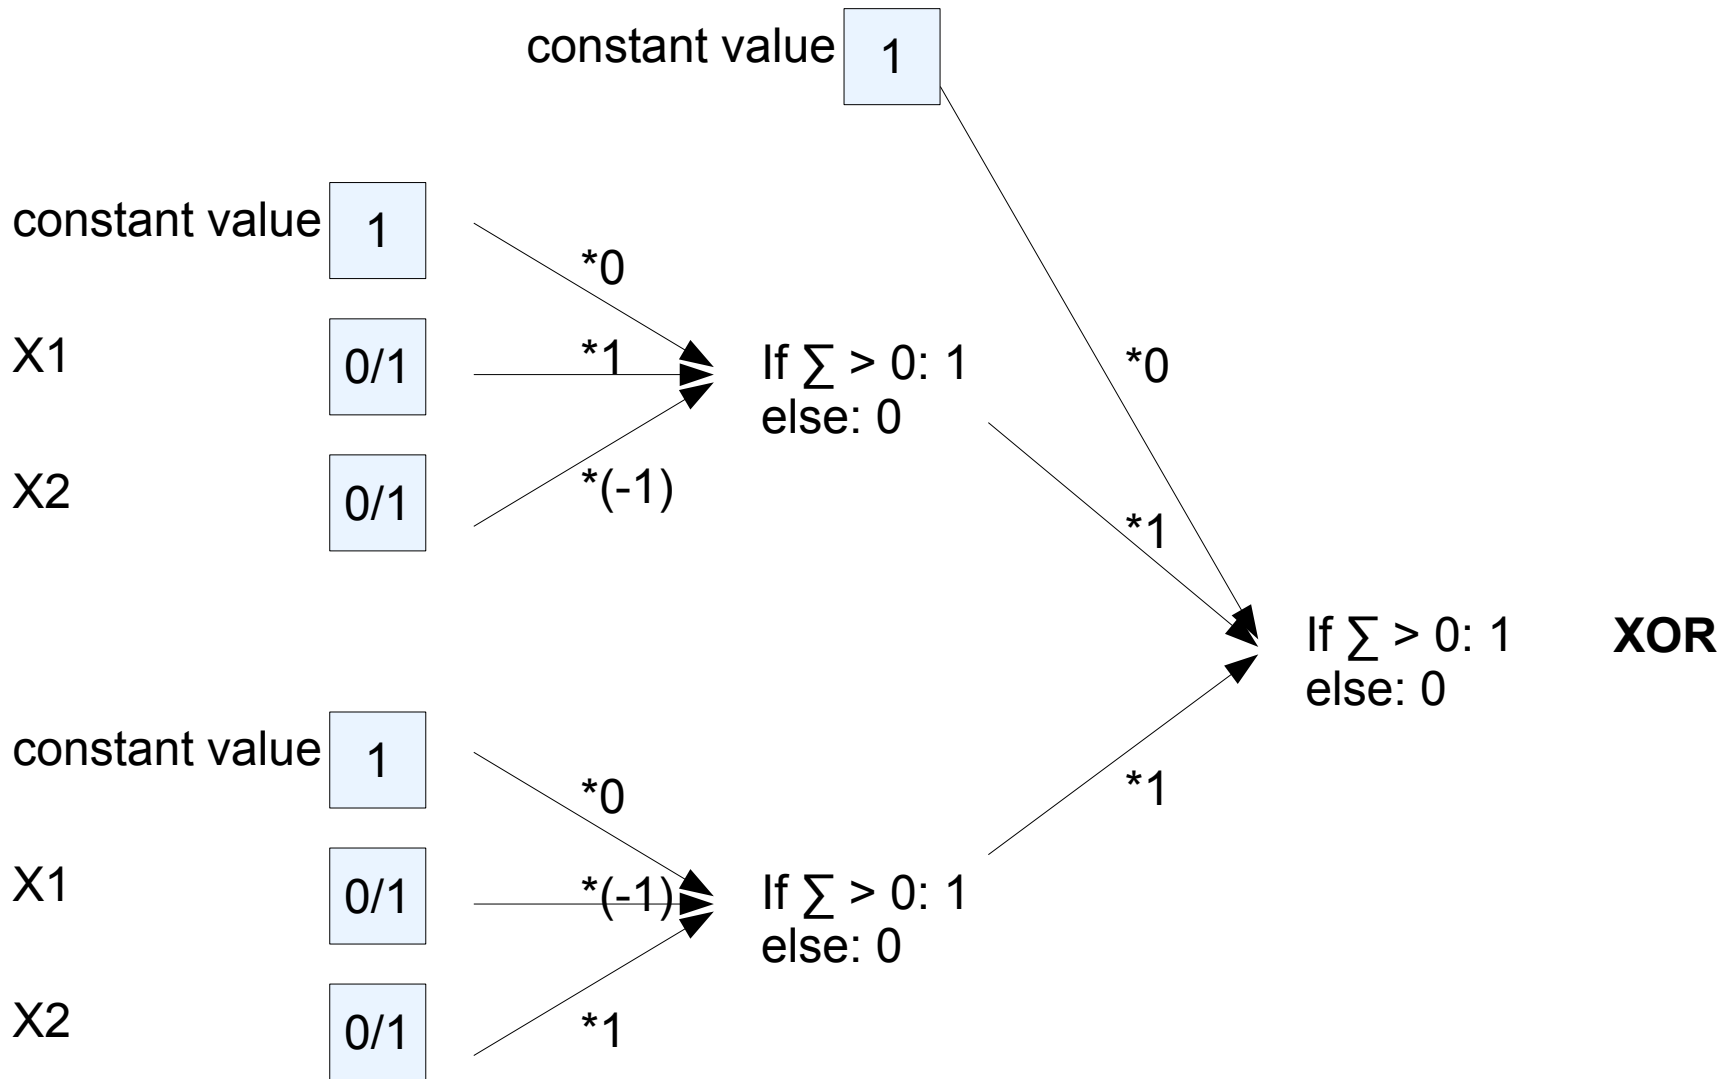 constant value 1
constant value 1
*0
X1 0/1 *1
If ∑ > 0: 1
else: 0
*0
X2 0/1 *(-1)
*1
If ∑ > 0: 1 XOR
else: 0
constant value 1
*0
*1
X1 0/1 *(-1)
If ∑ > 0: 1
else: 0
X2 0/1 *1